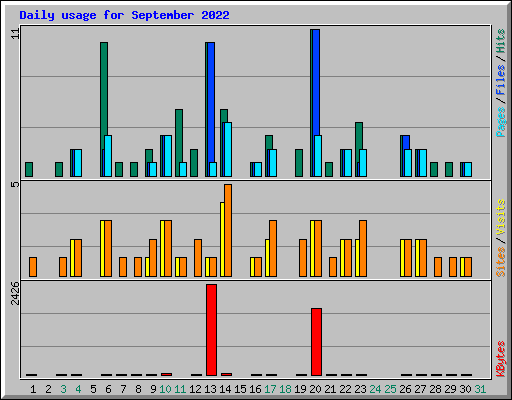 Daily usage for September 2022
11
5
2426
Pages / Files / Hits
Sites / Visits
KBytes
1 2 3 4 5 6 7 8 9 10 11 12 13 14 15 16 17 18 19 20 21 22 23 24 25 26 27 28 29 30 31